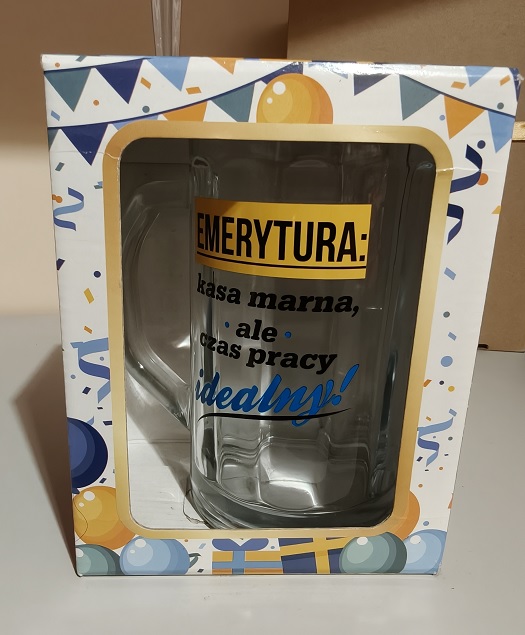 EMERYTURA:
kasa marna,
• ale •
czas pracy
idealny!